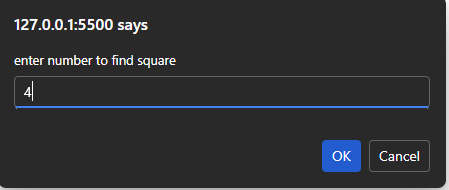 127.0.0.1:5500 says
enter number to find square
4
OK Cancel